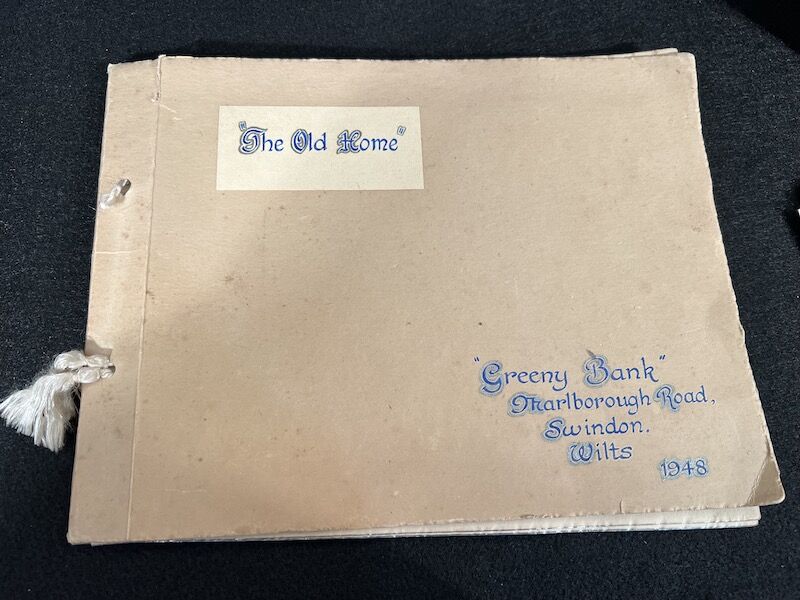 "The Old Home"
"Greeny Bank"
Marlborough Road,
Swindon.
Wilts
1948